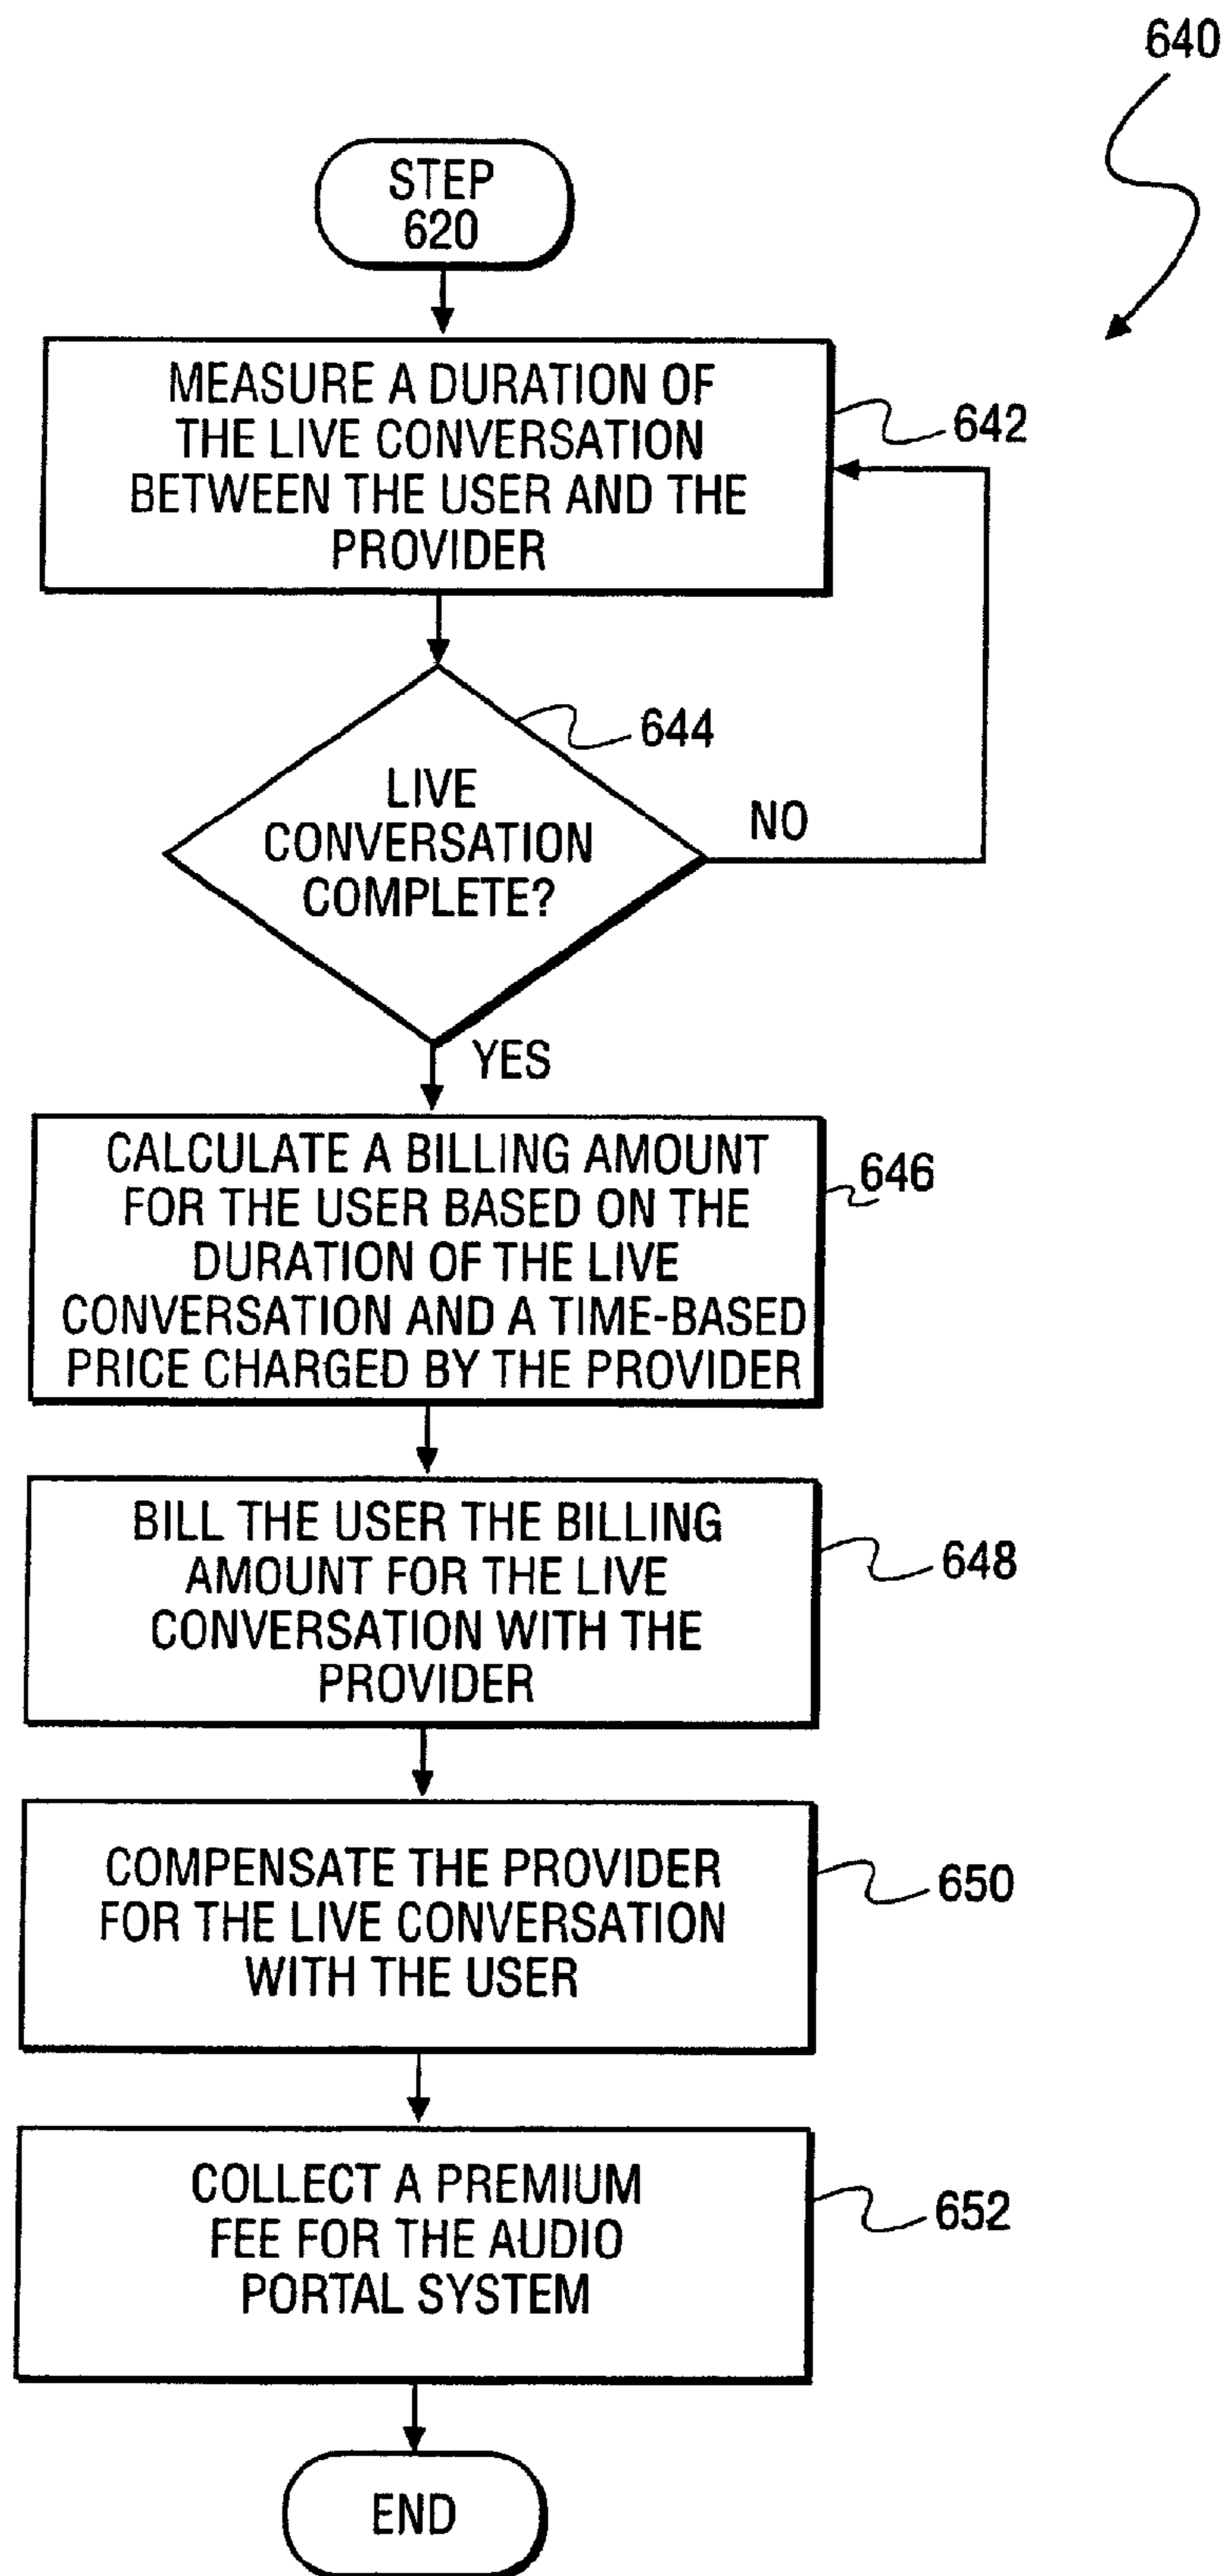 640
STEP
620
MEASURE A DURATION OF
THE LIVE CONVERSATION
BETWEEN THE USER AND THE
PROVIDER
642
644
LIVE
CONVERSATION
COMPLETE?
NO
YES
CALCULATE A BILLING AMOUNT
FOR THE USER BASED ON THE
DURATION OF THE LIVE
CONVERSATION AND A TIME-BASED
PRICE CHARGED BY THE PROVIDER
646
BILL THE USER THE BILLING
AMOUNT FOR THE LIVE
CONVERSATION WITH THE
PROVIDER
648
COMPENSATE THE PROVIDER
FOR THE LIVE CONVERSATION
WITH THE USER
650
COLLECT A PREMIUM
FEE FOR THE AUDIO
PORTAL SYSTEM
652
END